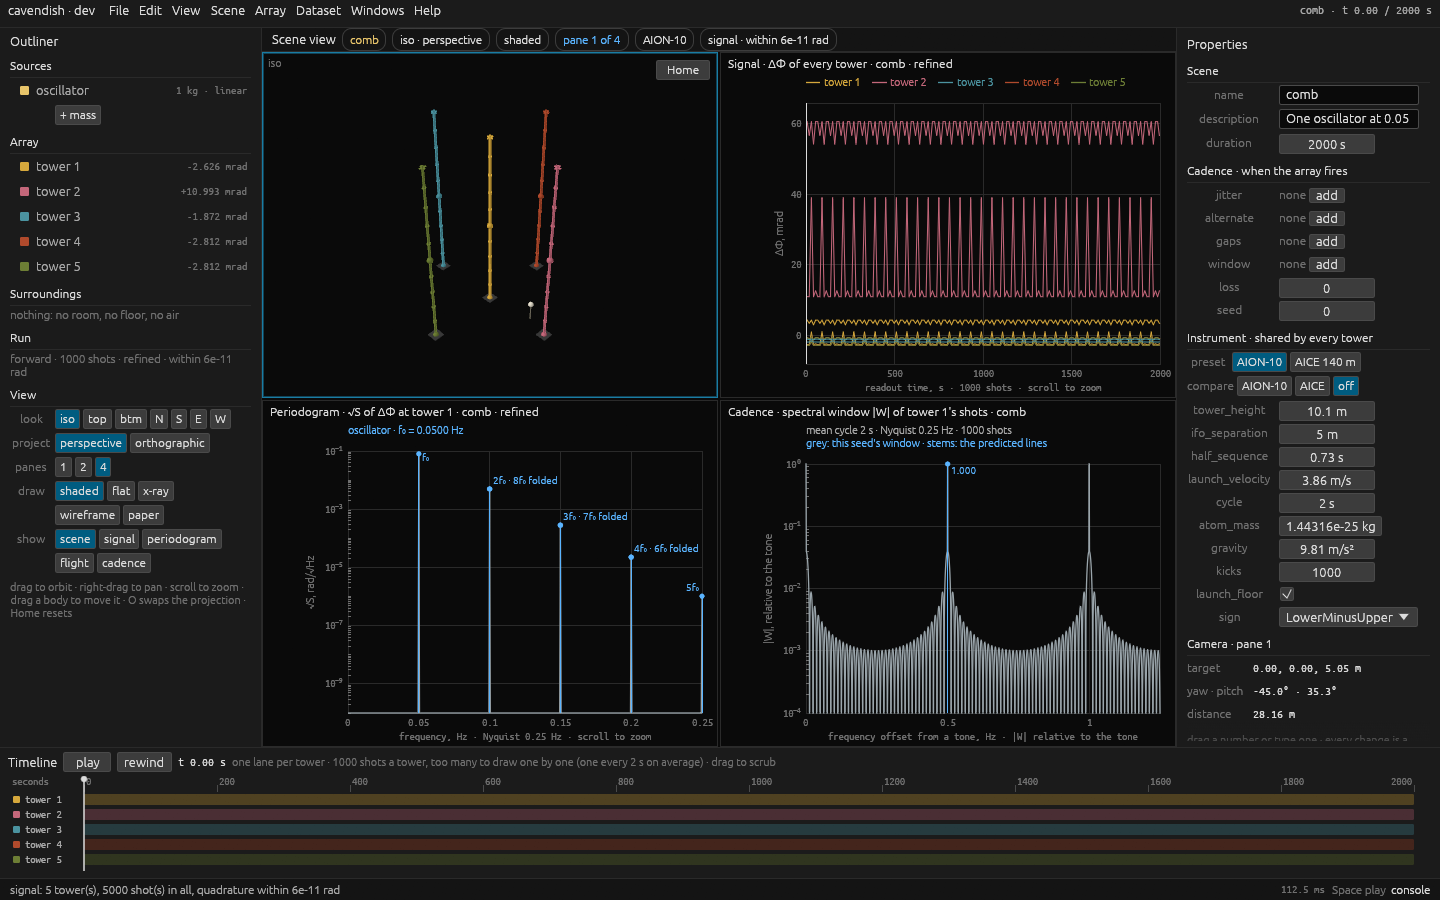 cavendish · dev File Edit View Scene Array Dataset Windows Help comb · t 0.00 / 2000 s
Outliner
Sources
oscillator 1 kg · linear
+ mass
Array
tower 1 -2.626 mrad
tower 2 +10.993 mrad
tower 3 -1.872 mrad
tower 4 -2.812 mrad
tower 5 -2.812 mrad
Surroundings
nothing: no room, no floor, no air
Run
forward · 1000 shots · refined · within 6e-11
rad
View
look iso top btm N S E W
project perspective orthographic
panes 1 2 4
draw shaded flat x-ray
wireframe paper
show scene signal periodogram
flight cadence
drag to orbit · right-drag to pan · scroll to zoom ·
drag a body to move it · O swaps the projection ·
Home resets
Scene view comb iso · perspective shaded pane 1 of 4 AION-10 signal · within 6e-11 rad
iso
Home
Signal · ΔΦ of every tower · comb · refined
tower 1 tower 2 tower 3 tower 4 tower 5
ΔΦ, mrad
60
40
20
0
0 500 1000 1500 2000
readout time, s · 1000 shots · scroll to zoom
Periodogram · √S of ΔΦ at tower 1 · comb · refined
oscillator · f₀ = 0.0500 Hz
√S, rad/√Hz
10⁻¹
10⁻³
10⁻⁵
10⁻⁷
10⁻⁹
f₀
2f₀ · 8f₀ folded
3f₀ · 7f₀ folded
4f₀ · 6f₀ folded
5f₀
0 0.05 0.1 0.15 0.2 0.25
frequency, Hz · Nyquist 0.25 Hz · scroll to zoom
Cadence · spectral window |W| of tower 1's shots · comb
mean cycle 2 s · Nyquist 0.25 Hz · 1000 shots
grey: this seed's window · stems: the predicted lines
|W|, relative to the tone
10⁰
10⁻¹
10⁻²
10⁻³
10⁻⁴
1.000
0 0.5 1
frequency offset from a tone, Hz · |W| relative to the tone
Properties
Scene
name comb
description One oscillator at 0.05
duration 2000 s
Cadence · when the array fires
jitter none add
alternate none add
gaps none add
window none add
loss 0
seed 0
Instrument · shared by every tower
preset AION-10 AICE 140 m
compare AION-10 AICE off
tower_height 10.1 m
ifo_separation 5 m
half_sequence 0.73 s
launch_velocity 3.86 m/s
cycle 2 s
atom_mass 1.44316e-25 kg
gravity 9.81 m/s²
kicks 1000
launch_floor ✓
sign LowerMinusUpper
Camera · pane 1
target 0.00, 0.00, 5.05 m
yaw · pitch -45.0° · 35.3°
distance 28.16 m
Timeline play rewind t 0.00 s one lane per tower · 1000 shots a tower, too many to draw one by one (one every 2 s on average) · drag to scrub
seconds 0 200 400 600 800 1000 1200 1400 1600 1800 2000
tower 1
tower 2
tower 3
tower 4
tower 5
signal: 5 tower(s), 5000 shot(s) in all, quadrature within 6e-11 rad 112.5 ms Space play console